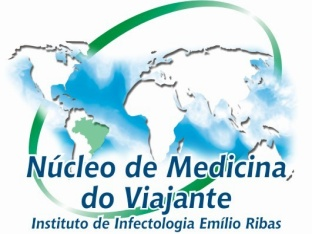 Núcleo de Medicina
do Viajante
Instituto de Infectologia Emílio Ribas